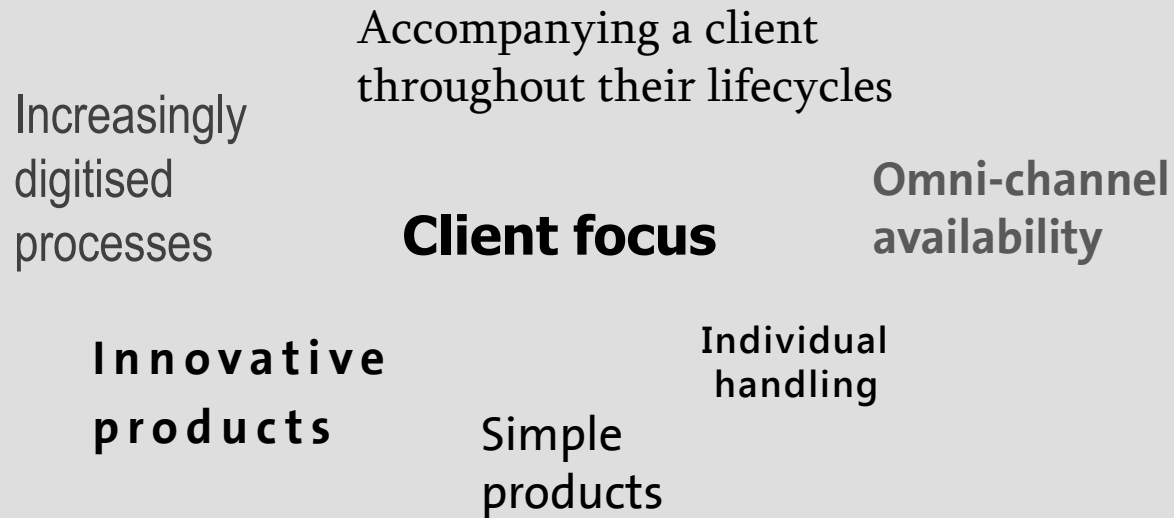 Accompanying a client
throughout their lifecycles
Increasingly
digitised
processes
Client focus
Omni-channel
availability
Innovative
products
Individual
handling
Simple
products